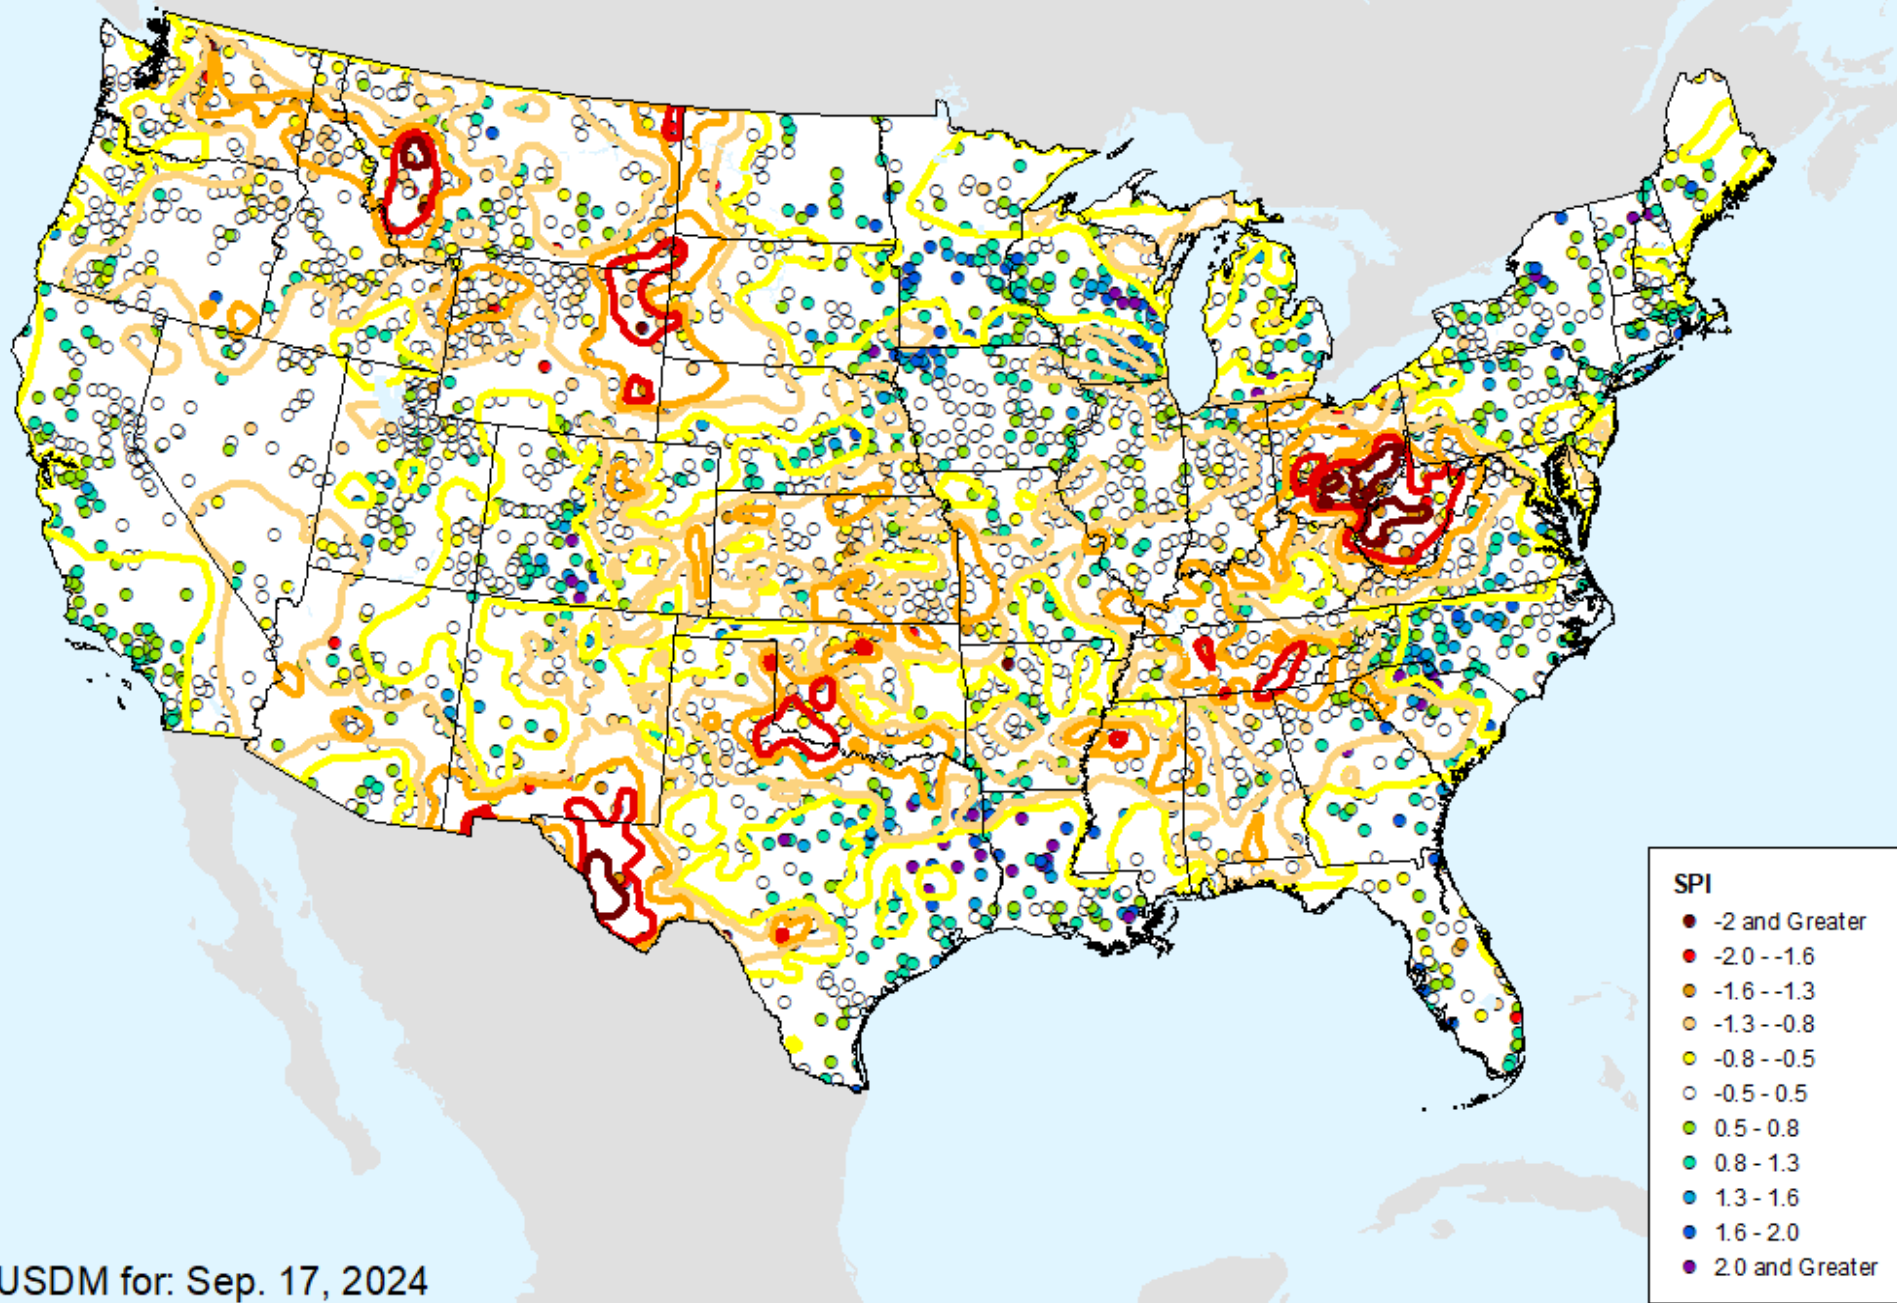 SPI
-2 and Greater
-2.0 - -1.6
-1.6 - -1.3
-1.3 - -0.8
-0.8 - -0.5
-0.5 - 0.5
0.5 - 0.8
0.8 - 1.3
1.3 - 1.6
1.6 - 2.0
2.0 and Greater
USDM for: Sep. 17, 2024